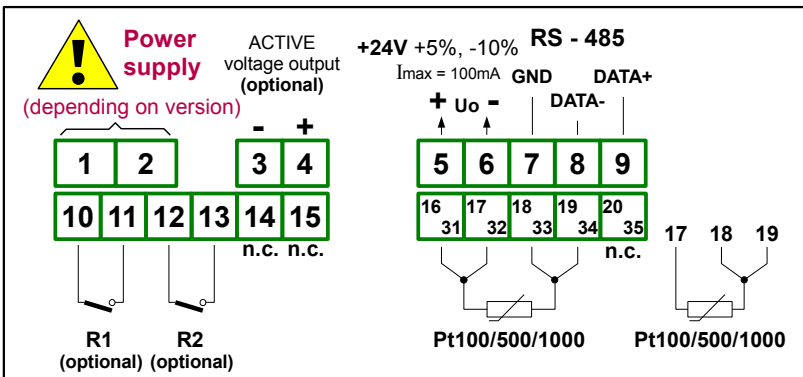 Power
supply
(depending on version)
ACTIVE
voltage output
(optional)
- +
+24V +5%, -10%
Imax = 100mA
+ Uo -
RS - 485
GND
DATA-
DATA+
1 2 3 4 5 6 7 8 9
10 11 12 13 14 15
16 31 17 32 18 33 19 34 20 35
n.c. n.c.
n.c.
17 18 19
R1
(optional)
R2
(optional)
Pt100/500/1000
Pt100/500/1000